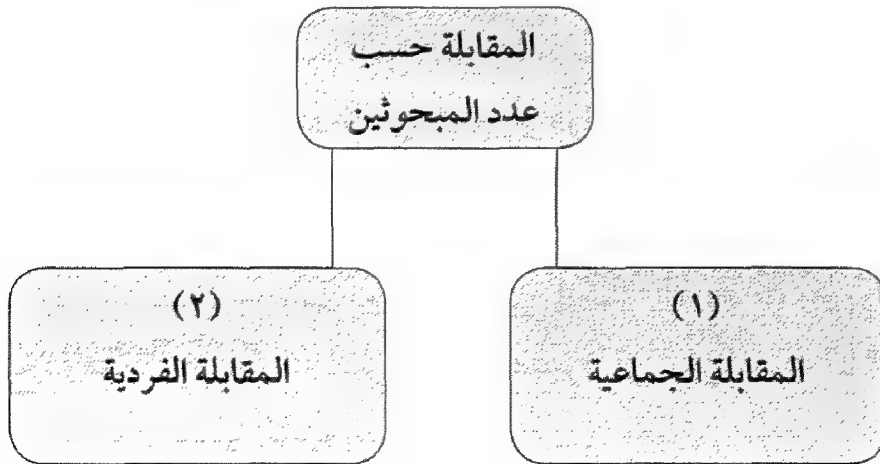 المقابلة حسب
عدد المبحوثين
(١)
المقابلة الجماعية
(٢)
المقابلة الفردية